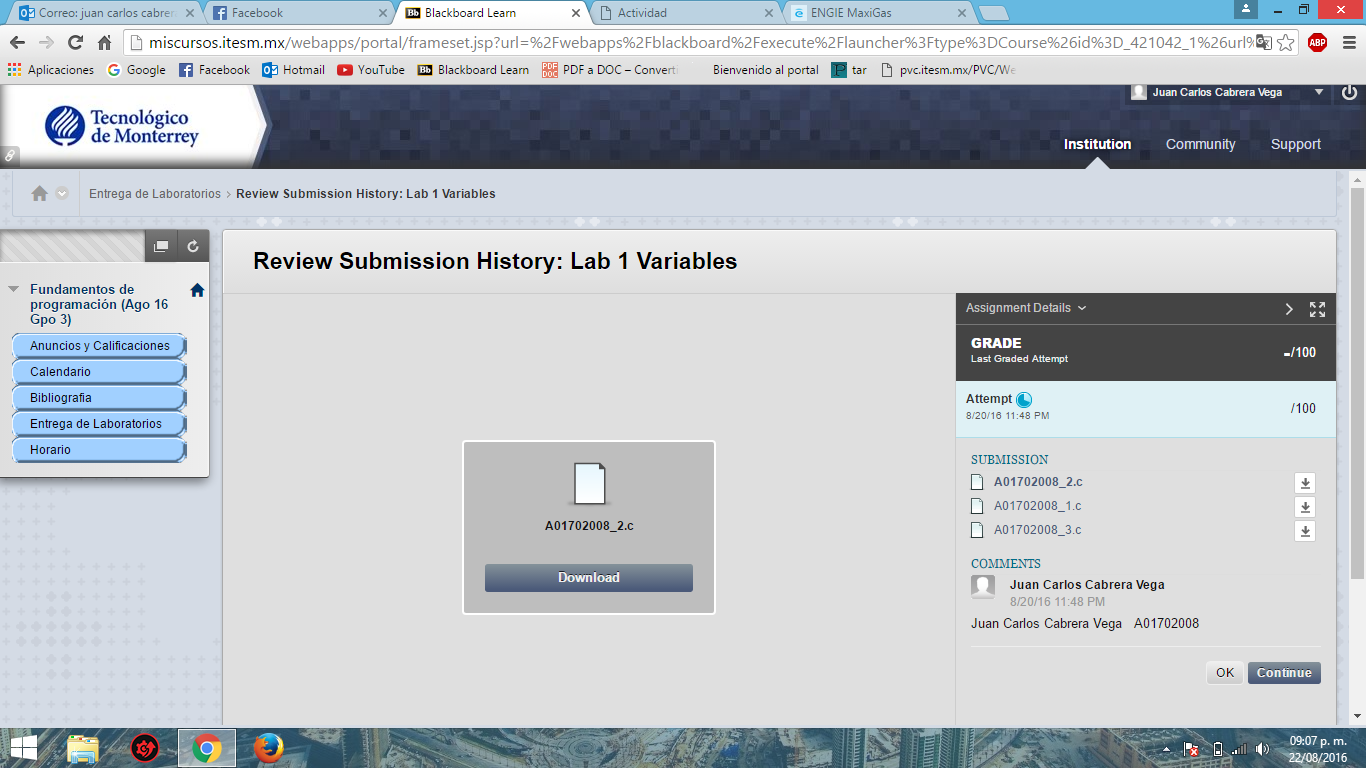 Correo: juan carlos cabrer
Facebook
Blackboard Learn
Actividad
ENGIE MaxiGas
miscursos.itesm.mx/webapps/portal/frameset.jsp?url=%2Fwebapps%2Fblackboard%2Fexecute%2Flauncher%3Ftype%3DCourse%26id%3D_421042_1%26url%
ABP
Aplicaciones
Google
Facebook
Hotmail
YouTube
Bb Blackboard Learn
PDF a DOC – Converti
Bienvenido al portal
tar
pvc.itesm.mx/PVC/We
Tecnológico
de Monterrey
Juan Carlos Cabrera Vega
Institution
Community
Support
Entrega de Laboratorios › Review Submission History: Lab 1 Variables
Fundamentos de
programación (Ago 16
Gpo 3)
Anuncios y Calificaciones
Calendario
Bibliografia
Entrega de Laboratorios
Horario
Review Submission History: Lab 1 Variables
A01702008_2.c
Download
Assignment Details
GRADE
Last Graded Attempt
-/100
Attempt
8/20/16 11:48 PM
/100
SUBMISSION
A01702008_2.c
A01702008_1.c
A01702008_3.c
COMMENTS
Juan Carlos Cabrera Vega
8/20/16 11:48 PM
Juan Carlos Cabrera Vega A01702008
OK
Continue
09:07 p. m.
22/08/2016